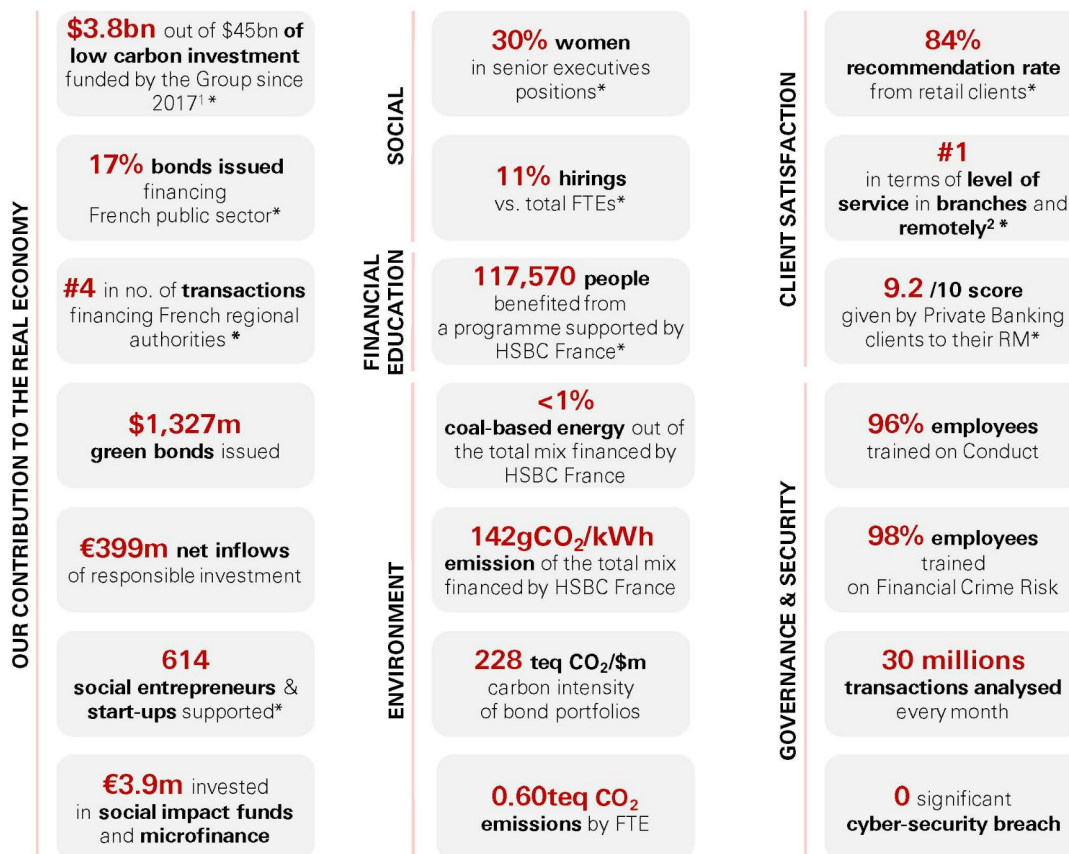 OUR CONTRIBUTION TO THE REAL ECONOMY
$3.8bn out of $45bn of
low carbon investment
funded by the Group since
2017¹ *
17% bonds issued
financing
French public sector*
#4 in no. of transactions
financing French regional
authorities *
$1,327m
green bonds issued
€399m net inflows
of responsible investment
614
social entrepreneurs &
start-ups supported*
€3.9m invested
in social impact funds
and microfinance
SOCIAL
30% women
in senior executives
positions*
11% hirings
vs. total FTEs*
FINANCIAL
EDUCATION
117,570 people
benefited from
a programme supported by
HSBC France*
ENVIRONMENT
<1%
coal-based energy out of
the total mix financed by
HSBC France
142gCO₂/kWh
emission of the total mix
financed by HSBC France
228 teq CO₂/$m
carbon intensity
of bond portfolios
0.60teq CO₂
emissions by FTE
CLIENT SATISFACTION
84%
recommendation rate
from retail clients*
#1
in terms of level of
service in branches and
remotely² *
9.2 /10 score
given by Private Banking
clients to their RM*
GOVERNANCE & SECURITY
96% employees
trained on Conduct
98% employees
trained
on Financial Crime Risk
30 millions
transactions analysed
every month
0 significant
cyber-security breach